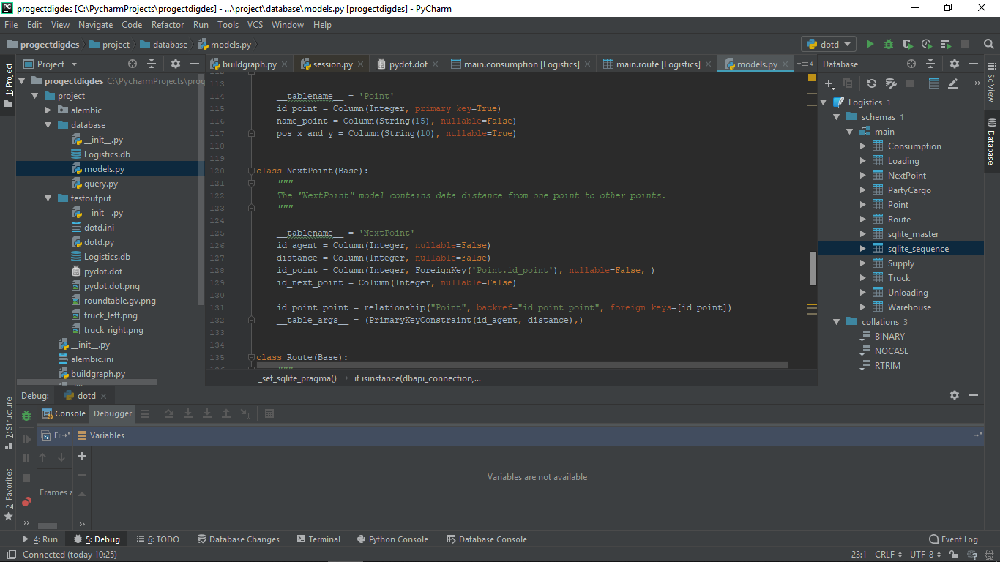 progectdigdes [C:\PycharmProjects\progectdigdes] - ...\project\database\models.py [progectdigdes] - PyCharm
File Edit View Navigate Code Refactor Run Tools VCS Window Help
progectdigdes project database models.py dotd
1: Project
Project
buildgraph.py session.py pydot.dot main.consumption [Logistics] main.route [Logistics] models.py 4
Database
progectdigdes C:\PycharmProjects\prog
project
alembic
database
__init__.py
Logistics.db
models.py
query.py
testoutput
__init__.py
dotd.ini
dotd.py
Logistics.db
pydot.dot
pydot.dot.png
roundtable.gv.png
truck_left.png
truck_right.png
__init__.py
alembic.ini
buildgraph.py
113
114 __tablename__ = 'Point'
115 id_point = Column(Integer, primary_key=True)
116 name_point = Column(String(15), nullable=False)
117 pos_x_and_y = Column(String(10), nullable=True)
118
119
120 class NextPoint(Base):
121 """
122 The "NextPoint" model contains data distance from one point to other points.
123 """
124
125 __tablename__ = 'NextPoint'
126 id_agent = Column(Integer, nullable=False)
127 distance = Column(Integer, nullable=False)
128 id_point = Column(Integer, ForeignKey('Point.id_point'), nullable=False, )
129 id_next_point = Column(Integer, nullable=False)
130
131 id_point_point = relationship("Point", backref="id_point_point", foreign_keys=[id_point])
132 __table_args__ = (PrimaryKeyConstraint(id_agent, distance),)
133
134
135 class Route(Base):
"""
_set_sqlite_pragma() if isinstance(dbapi_connection,...
Logistics 1
schemas 1
main
Consumption
Loading
NextPoint
PartyCargo
Point
Route
sqlite_master
sqlite_sequence
Supply
Truck
Unloading
Warehouse
collations 3
BINARY
NOCASE
RTRIM
SciView
Database
Z: Structure
2: Favorites
Debug: dotd
Console Debugger
F Variables
Frames a
Variables are not available
4: Run 5: Debug 6: TODO Database Changes Terminal Python Console Database Console Event Log
Connected (today 10:25) 23:1 CRLF UTF-8